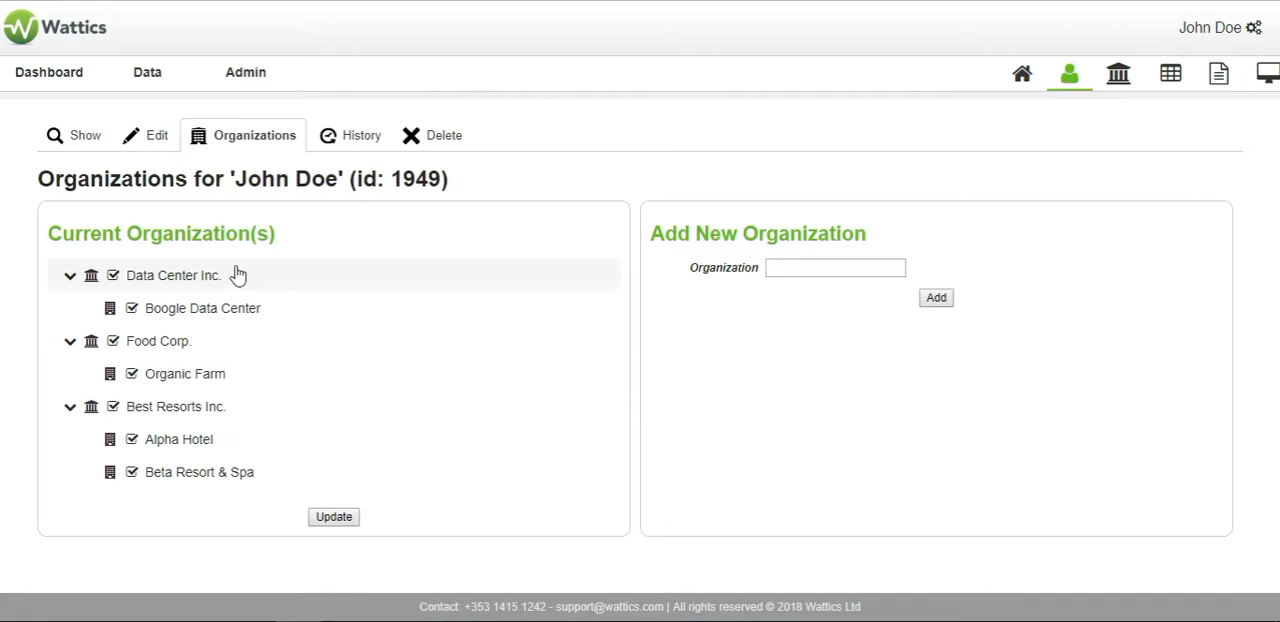 Wattics
John Doe
Dashboard Data Admin
Show Edit Organizations History Delete
Organizations for 'John Doe' (id: 1949)
Current Organization(s)
Data Center Inc.
Boogle Data Center
Food Corp.
Organic Farm
Best Resorts Inc.
Alpha Hotel
Beta Resort & Spa
Update
Add New Organization
Organization
Add
Contact: +353 1415 1242 - support@wattics.com | All rights reserved © 2018 Wattics Ltd